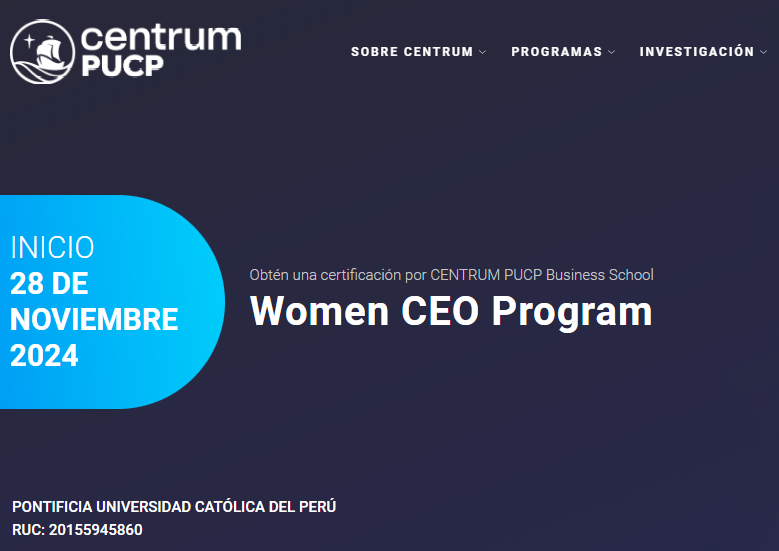 centrum
PUCP
SOBRE CENTRUM
PROGRAMAS
INVESTIGACIÓN
INICIO
28 DE
NOVIEMBRE
2024
Obtén una certificación por CENTRUM PUCP Business School
Women CEO Program
PONTIFICIA UNIVERSIDAD CATÓLICA DEL PERÚ
RUC: 20155945860